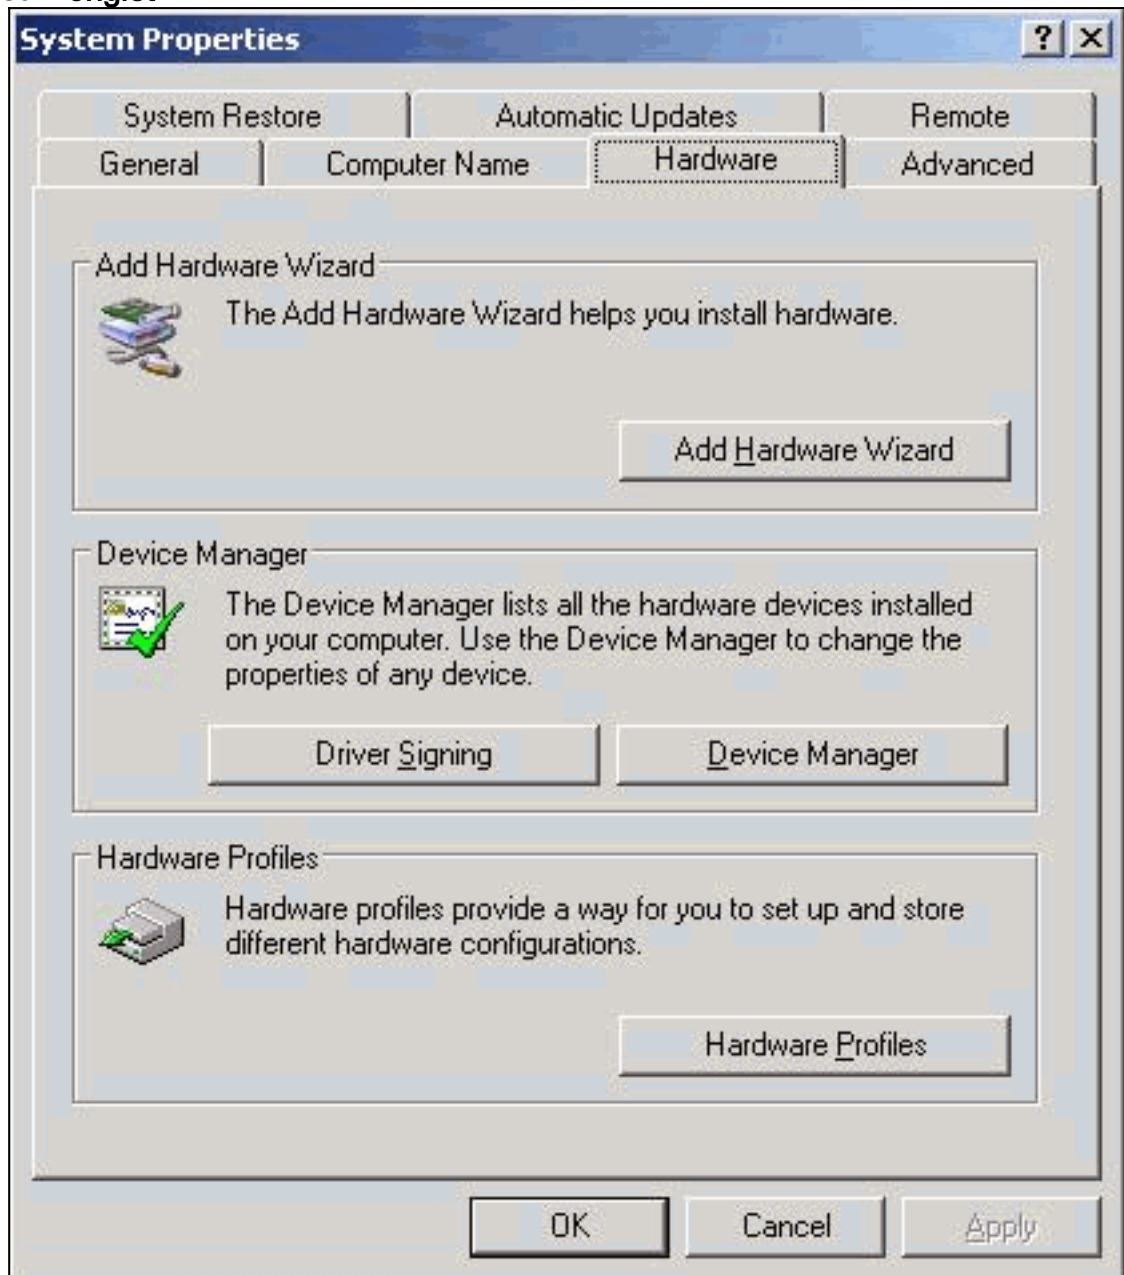 System Properties
System Restore
Automatic Updates
Remote
General
Computer Name
Hardware
Advanced
Add Hardware Wizard
The Add Hardware Wizard helps you install hardware.
Add Hardware Wizard
Device Manager
The Device Manager lists all the hardware devices installed
on your computer. Use the Device Manager to change the
properties of any device.
Driver Signing
Device Manager
Hardware Profiles
Hardware profiles provide a way for you to set up and store
different hardware configurations.
Hardware Profiles
OK
Cancel
Apply